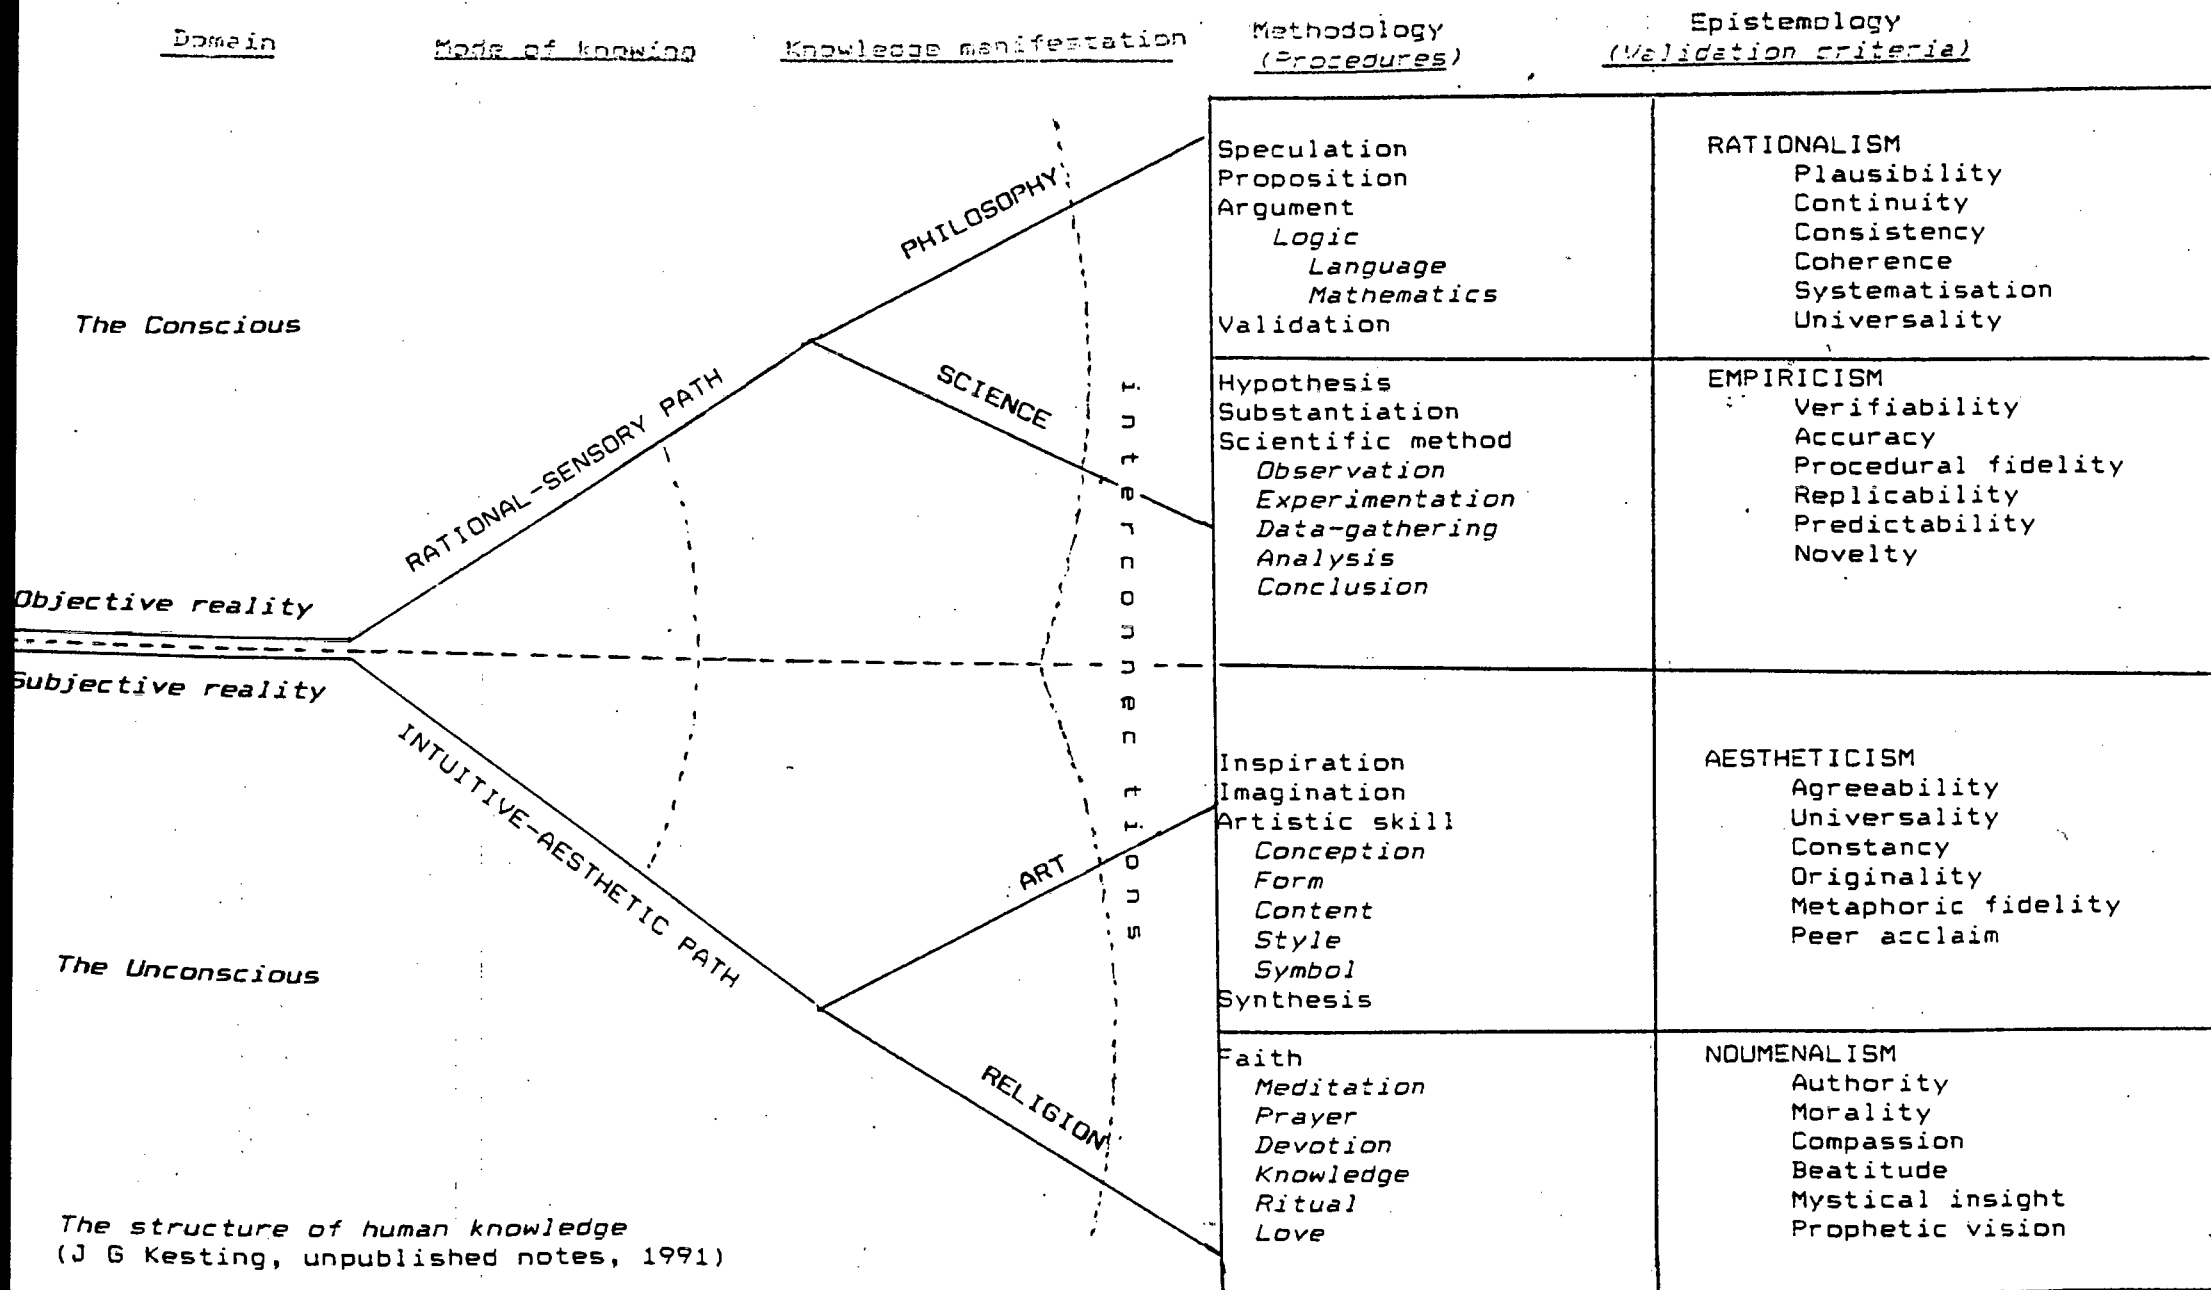 Domain
Mode of knowing
Knowledge manifestation
Methodology
(Procedures)
Epistemology
(Validation criteria)
The Conscious
Objective reality
Subjective reality
The Unconscious
RATIONAL-SENSORY PATH
INTUITIVE-AESTHETIC PATH
PHILOSOPHY
SCIENCE
ART
RELIGION
interconnections
Speculation
Proposition
Argument
Logic
Language
Mathematics
Validation
RATIONALISM
Plausibility
Continuity
Consistency
Coherence
Systematisation
Universality
Hypothesis
Substantiation
Scientific method
Observation
Experimentation
Data-gathering
Analysis
Conclusion
EMPIRICISM
Verifiability
Accuracy
Procedural fidelity
Replicability
Predictability
Novelty
Inspiration
Imagination
Artistic skill
Conception
Form
Content
Style
Symbol
Synthesis
AESTHETICISM
Agreeability
Universality
Constancy
Originality
Metaphoric fidelity
Peer acclaim
Faith
Meditation
Prayer
Devotion
Knowledge
Ritual
Love
NOUMENALISM
Authority
Morality
Compassion
Beatitude
Mystical insight
Prophetic vision
The structure of human knowledge
(J G Kesting, unpublished notes, 1991)